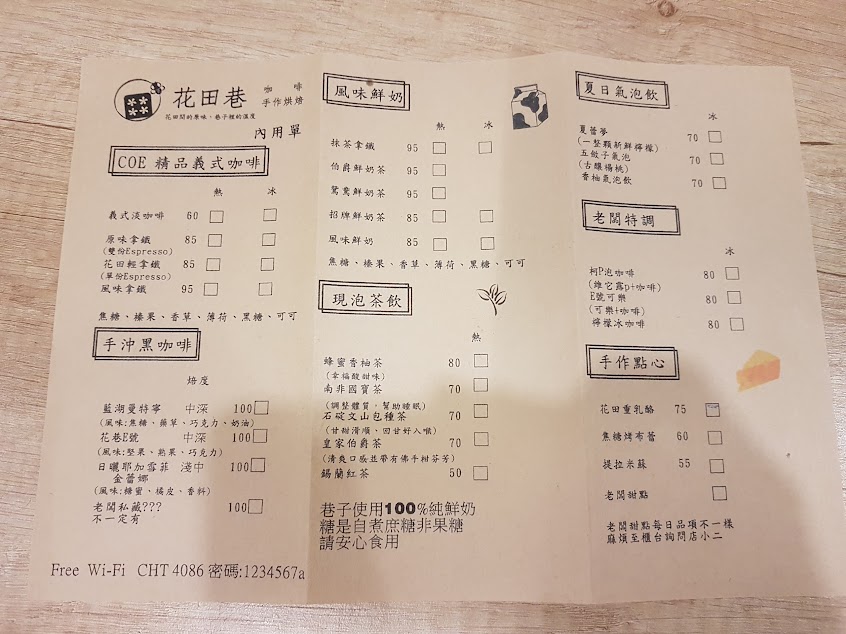 花田巷
咖啡
手作烘焙
花田間的原味，巷子裡的溫度
內用單
COE 精品義式咖啡
熱 冰
義式淡咖啡 60
原味拿鐵 85
(雙份Espresso)
花田輕拿鐵 85
(單份Espresso)
風味拿鐵 95
焦糖、榛果、香草、薄荷、黑糖、可可
手沖黑咖啡
焙度
藍湖曼特寧 中深 100
(風味:焦糖、藥草、巧克力、奶油)
花巷E號 中深 100
(風味:堅果、熟果、巧克力)
日曬耶加雪菲 淺中 100
金蕾娜
(風味:糖蜜、橘皮、香料)
老闆私藏??? 100
不一定有
Free Wi-Fi CHT 4086 密碼:1234567a
風味鮮奶
熱 冰
抹茶拿鐵 95
伯爵鮮奶茶 95
鴛鴦鮮奶茶 95
招牌鮮奶茶 85
風味鮮奶 85
焦糖、榛果、香草、薄荷、黑糖、可可
現泡茶飲
熱
蜂蜜香柚茶 80
(幸福酸甜味)
南非國寶茶 70
(調整體質，幫助睡眠)
石碇文山包種茶 70
(甘甜滑順、回甘好入喉)
皇家伯爵茶 70
(清爽口感並帶有佛手柑芬芳)
錫蘭紅茶 50
巷子使用100%純鮮奶
糖是自煮蔗糖非果糖
請安心食用
夏日氣泡飲
冰
夏蕾夢 70
(一整顆新鮮檸檬)
五斂子氣泡 70
(古釀楊桃)
香柚氣泡飲 70
老闆特調
冰
柯P泡咖啡 80
(維它露p+咖啡)
E號可樂 80
(可樂+咖啡)
檸檬冰咖啡 80
手作點心
花田重乳酪 75
焦糖烤布蕾 60
提拉米蘇 55
老闆甜點
老闆甜點每日品項不一樣
麻煩至櫃台詢問店小二